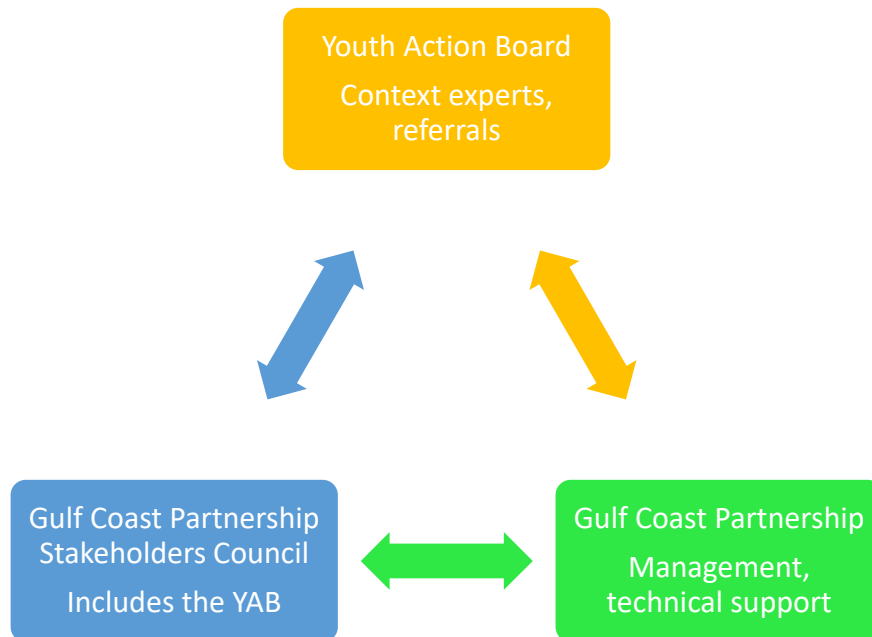 Youth Action Board
Context experts,
referrals
Gulf Coast Partnership
Stakeholders Council
Includes the YAB
Gulf Coast Partnership
Management,
technical support